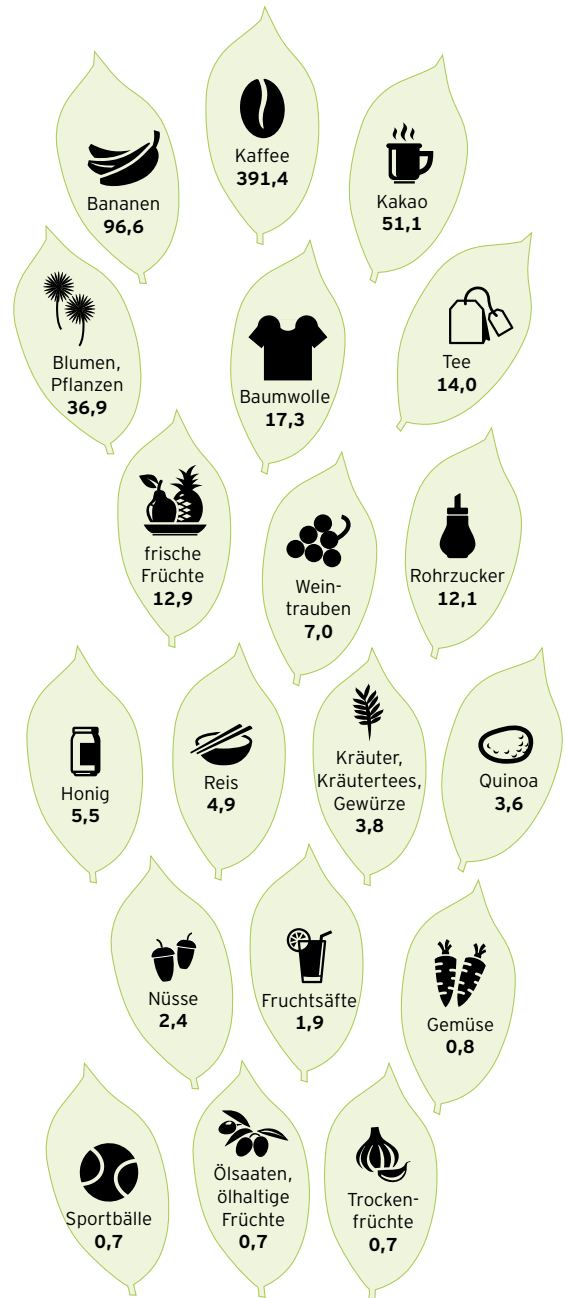 Kaffee
391,4
Bananen
96,6
Kakao
51,1
Blumen,
Pflanzen
36,9
Baumwolle
17,3
Tee
14,0
frische
Früchte
12,9
Wein-
trauben
7,0
Rohrzucker
12,1
Honig
5,5
Reis
4,9
Kräuter,
Kräutertees,
Gewürze
3,8
Quinoa
3,6
Nüsse
2,4
Fruchtsäfte
1,9
Gemüse
0,8
Sportbälle
0,7
Ölsaaten,
ölhaltige
Früchte
0,7
Trocken-
früchte
0,7